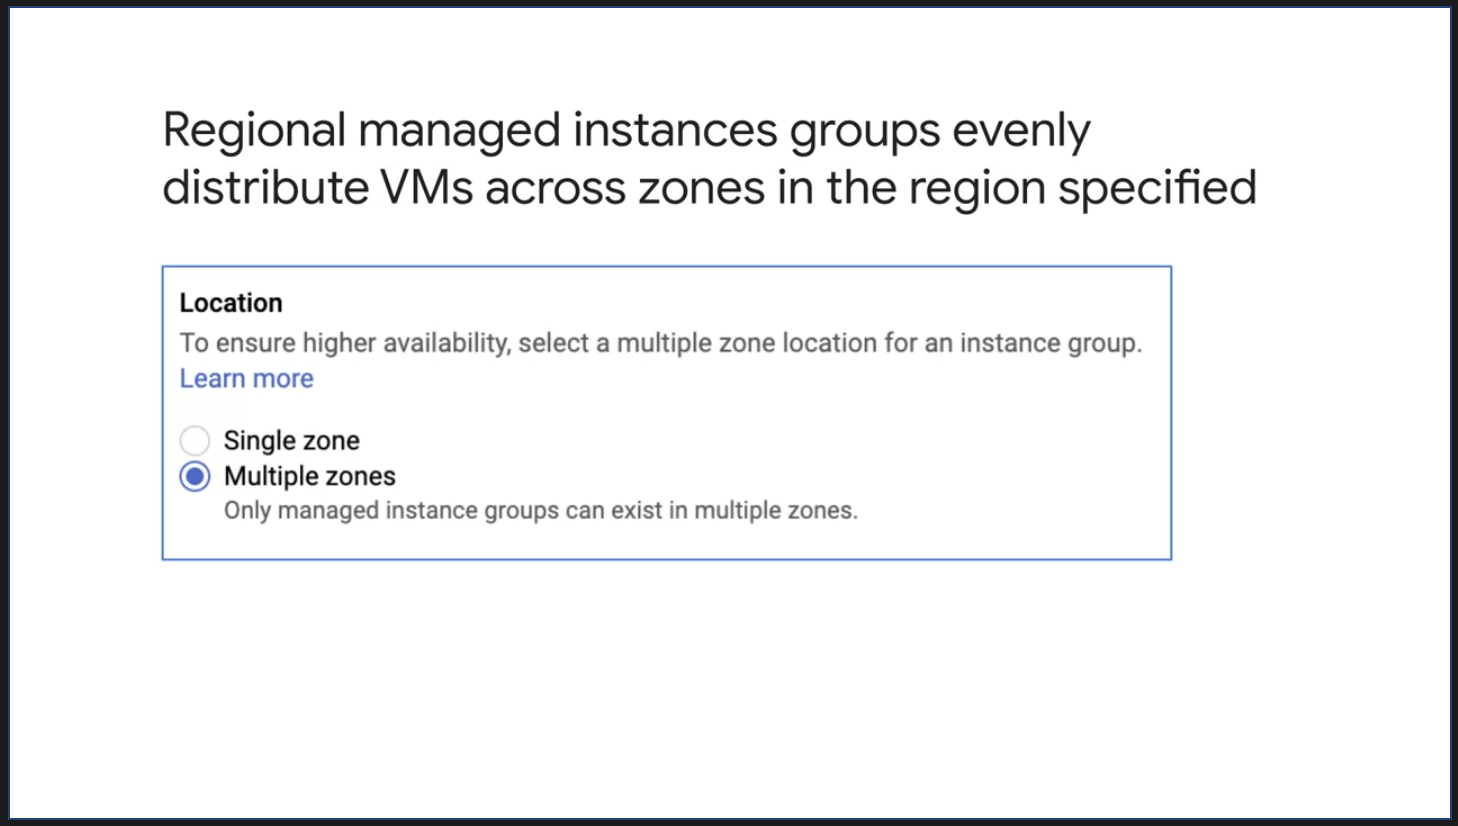 Regional managed instances groups evenly
distribute VMs across zones in the region specified
Location
To ensure higher availability, select a multiple zone location for an instance group.
Learn more
Single zone
Multiple zones
Only managed instance groups can exist in multiple zones.